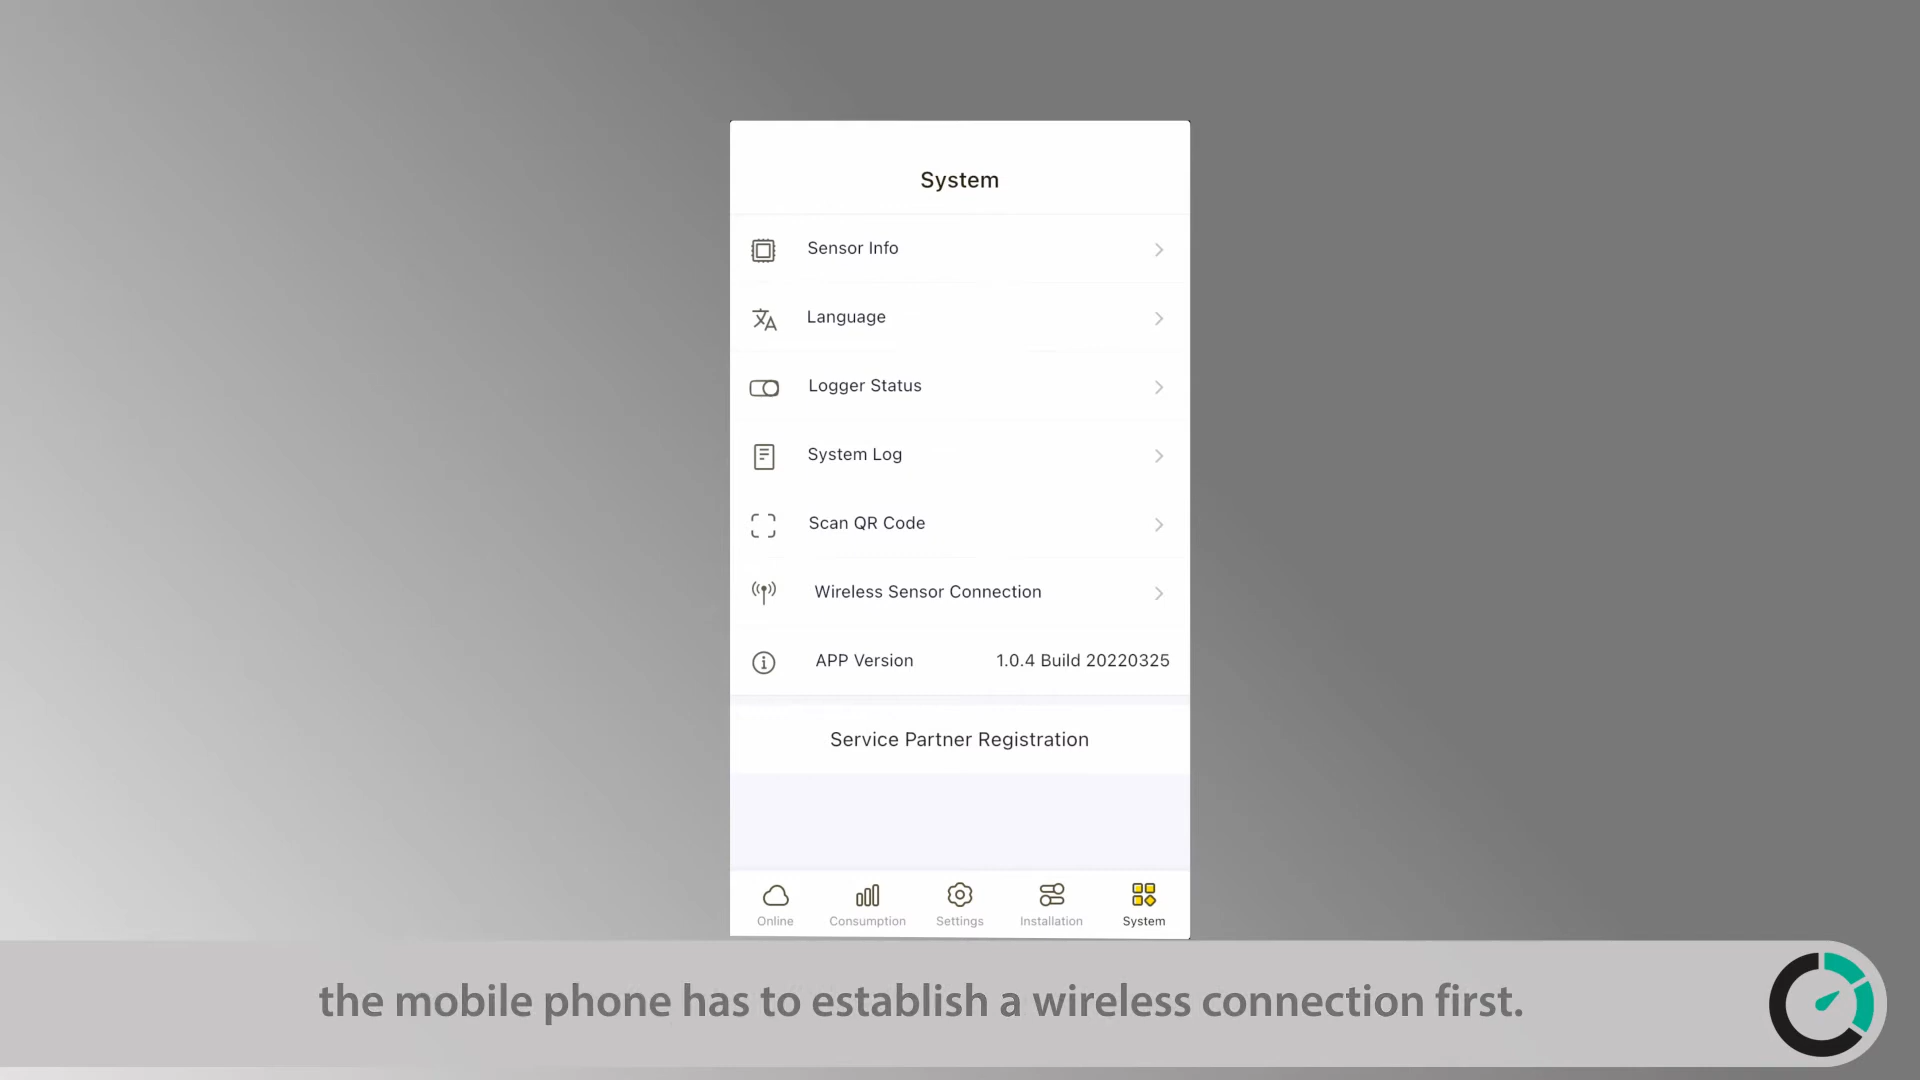 System
Sensor Info
Language
Logger Status
System Log
Scan QR Code
Wireless Sensor Connection
APP Version 1.0.4 Build 20220325
Service Partner Registration
Online Consumption Settings Installation System
the mobile phone has to establish a wireless connection first.